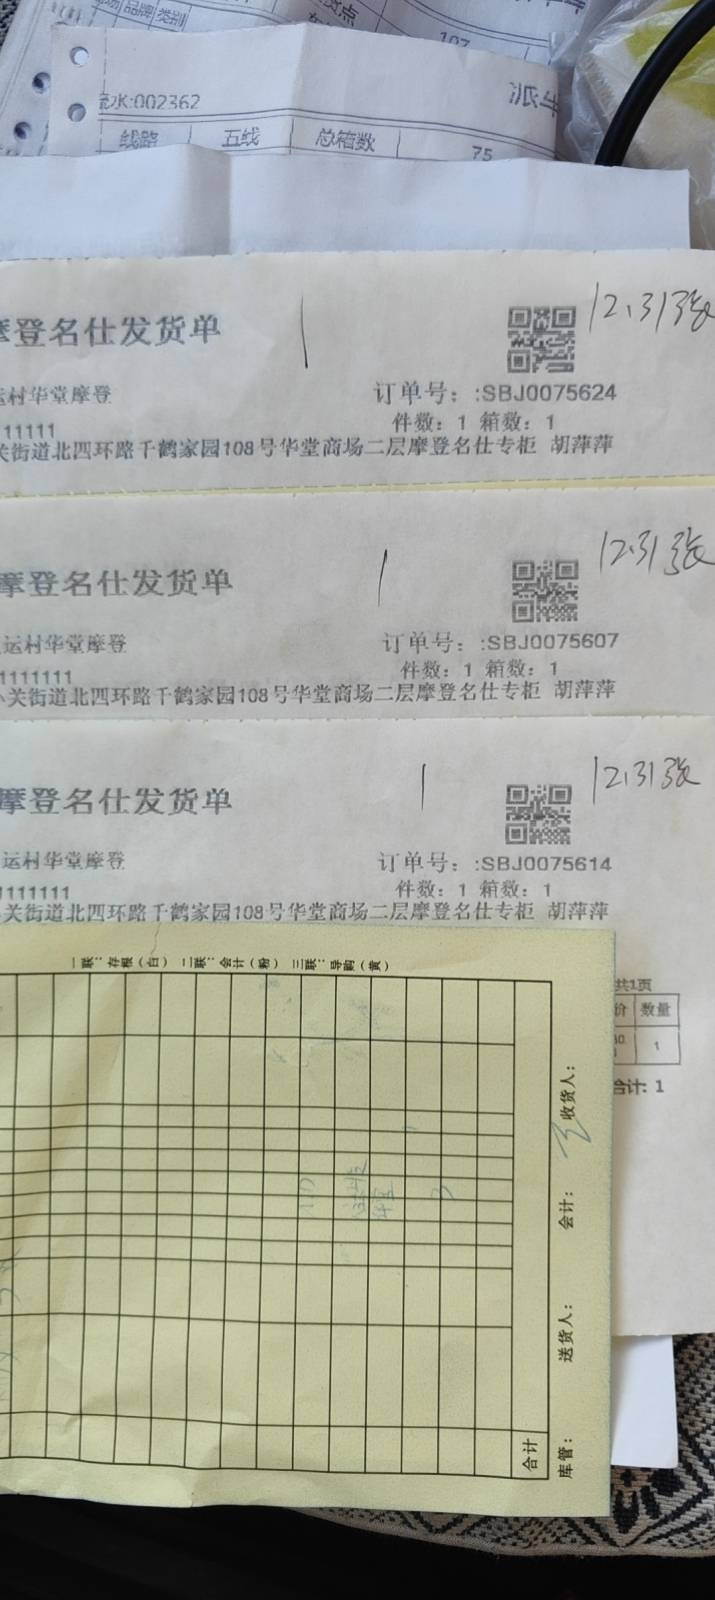 品牌 类别
107
流水:002362
线路 五线 总箱数 75
摩登名仕发货单
12.31张
运村华堂摩登
订单号：:SBJ0075624
11111
件数：1 箱数：1
关街道北四环路千鹤家园108号华堂商场二层摩登名仕专柜 胡萍萍
摩登名仕发货单
12.31张
运村华堂摩登
订单号：:SBJ0075607
1111111
件数：1 箱数：1
关街道北四环路千鹤家园108号华堂商场二层摩登名仕专柜 胡萍萍
摩登名仕发货单
12.31张
运村华堂摩登
订单号：:SBJ0075614
1111111
件数：1 箱数：1
关街道北四环路千鹤家园108号华堂商场二层摩登名仕专柜 胡萍萍
共1页
价 数量
1
合计: 1
一联：存根（白） 二联：会计（粉） 三联：导购（黄）
合计
库管： 送货人： 会计： 收货人：